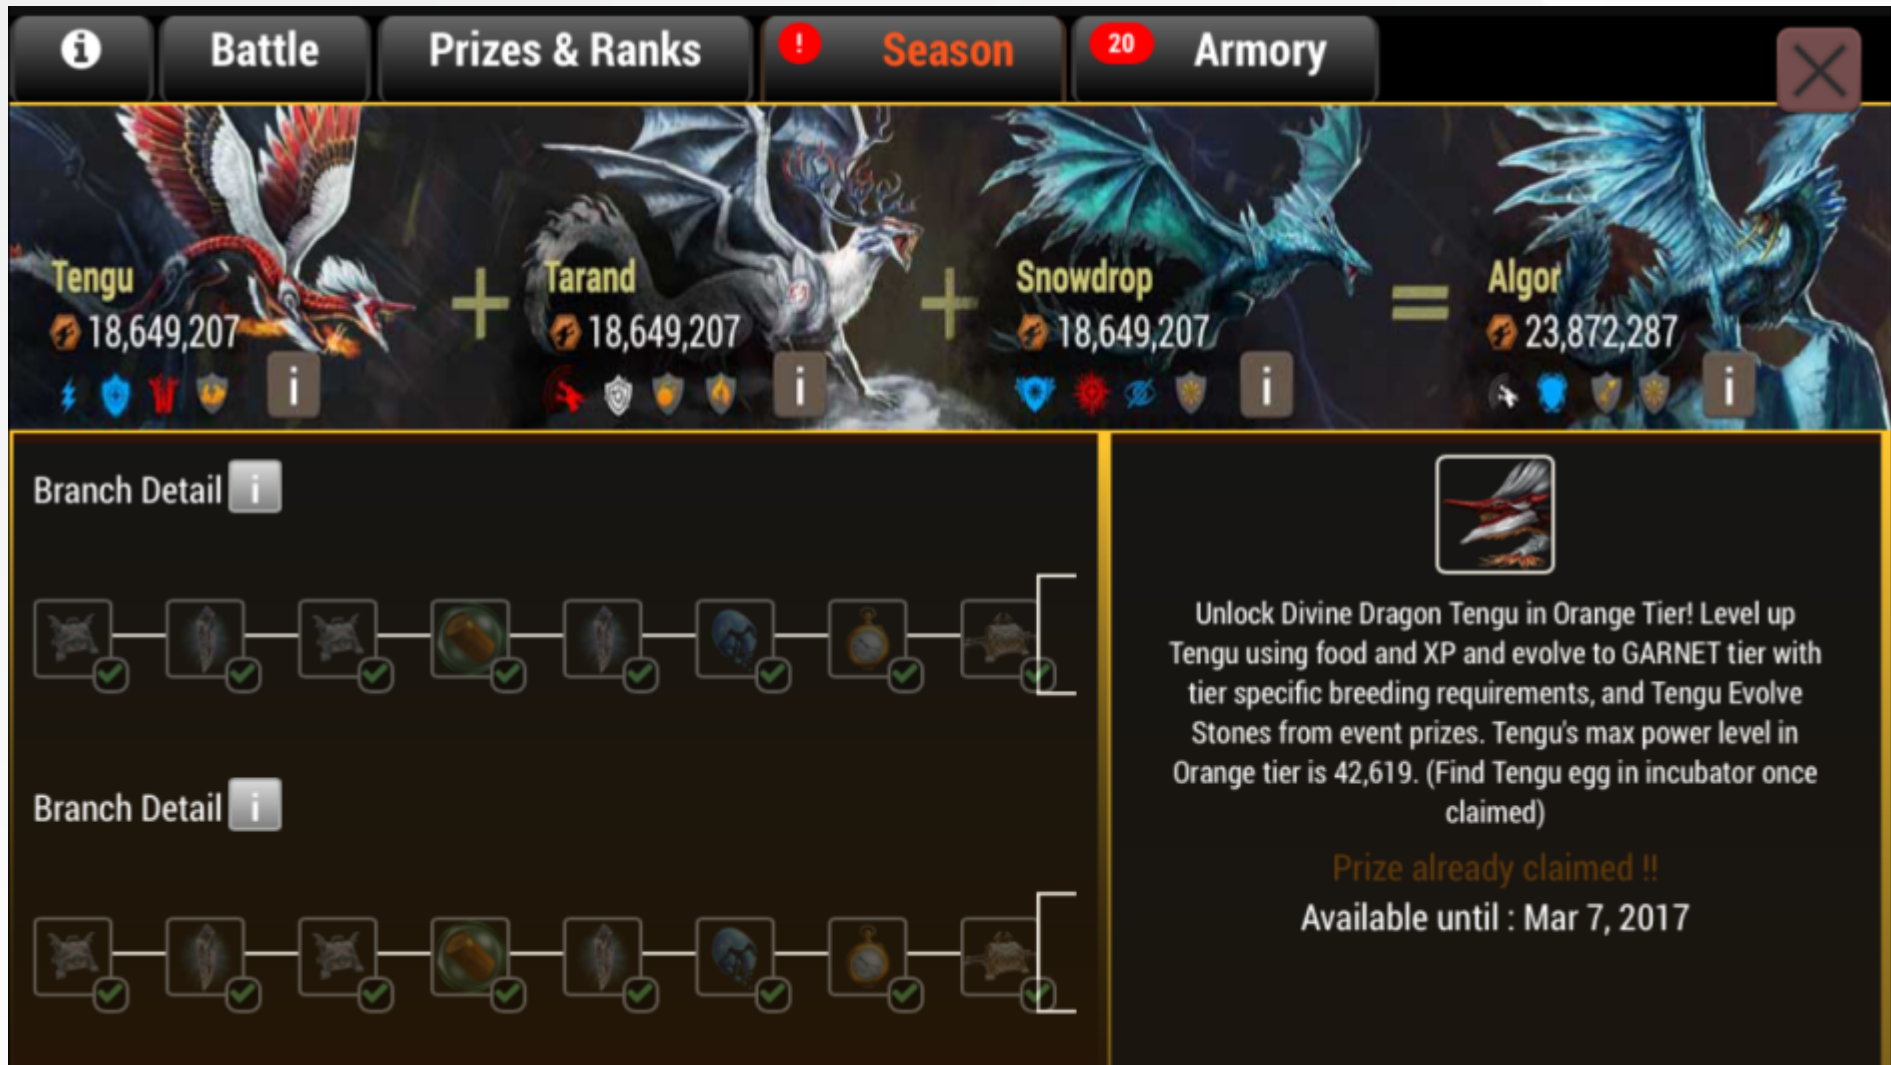 i
Battle
Prizes & Ranks
!
Season
20
Armory
Tengu
+
Tarand
+
Snowdrop
=
Algor
18,649,207
18,649,207
18,649,207
23,872,287
i
i
i
i
Branch Detail i
Branch Detail i
Unlock Divine Dragon Tengu in Orange Tier! Level up
Tengu using food and XP and evolve to GARNET tier with
tier specific breeding requirements, and Tengu Evolve
Stones from event prizes. Tengu's max power level in
Orange tier is 42,619. (Find Tengu egg in incubator once
claimed)
Prize already claimed !!
Available until : Mar 7, 2017